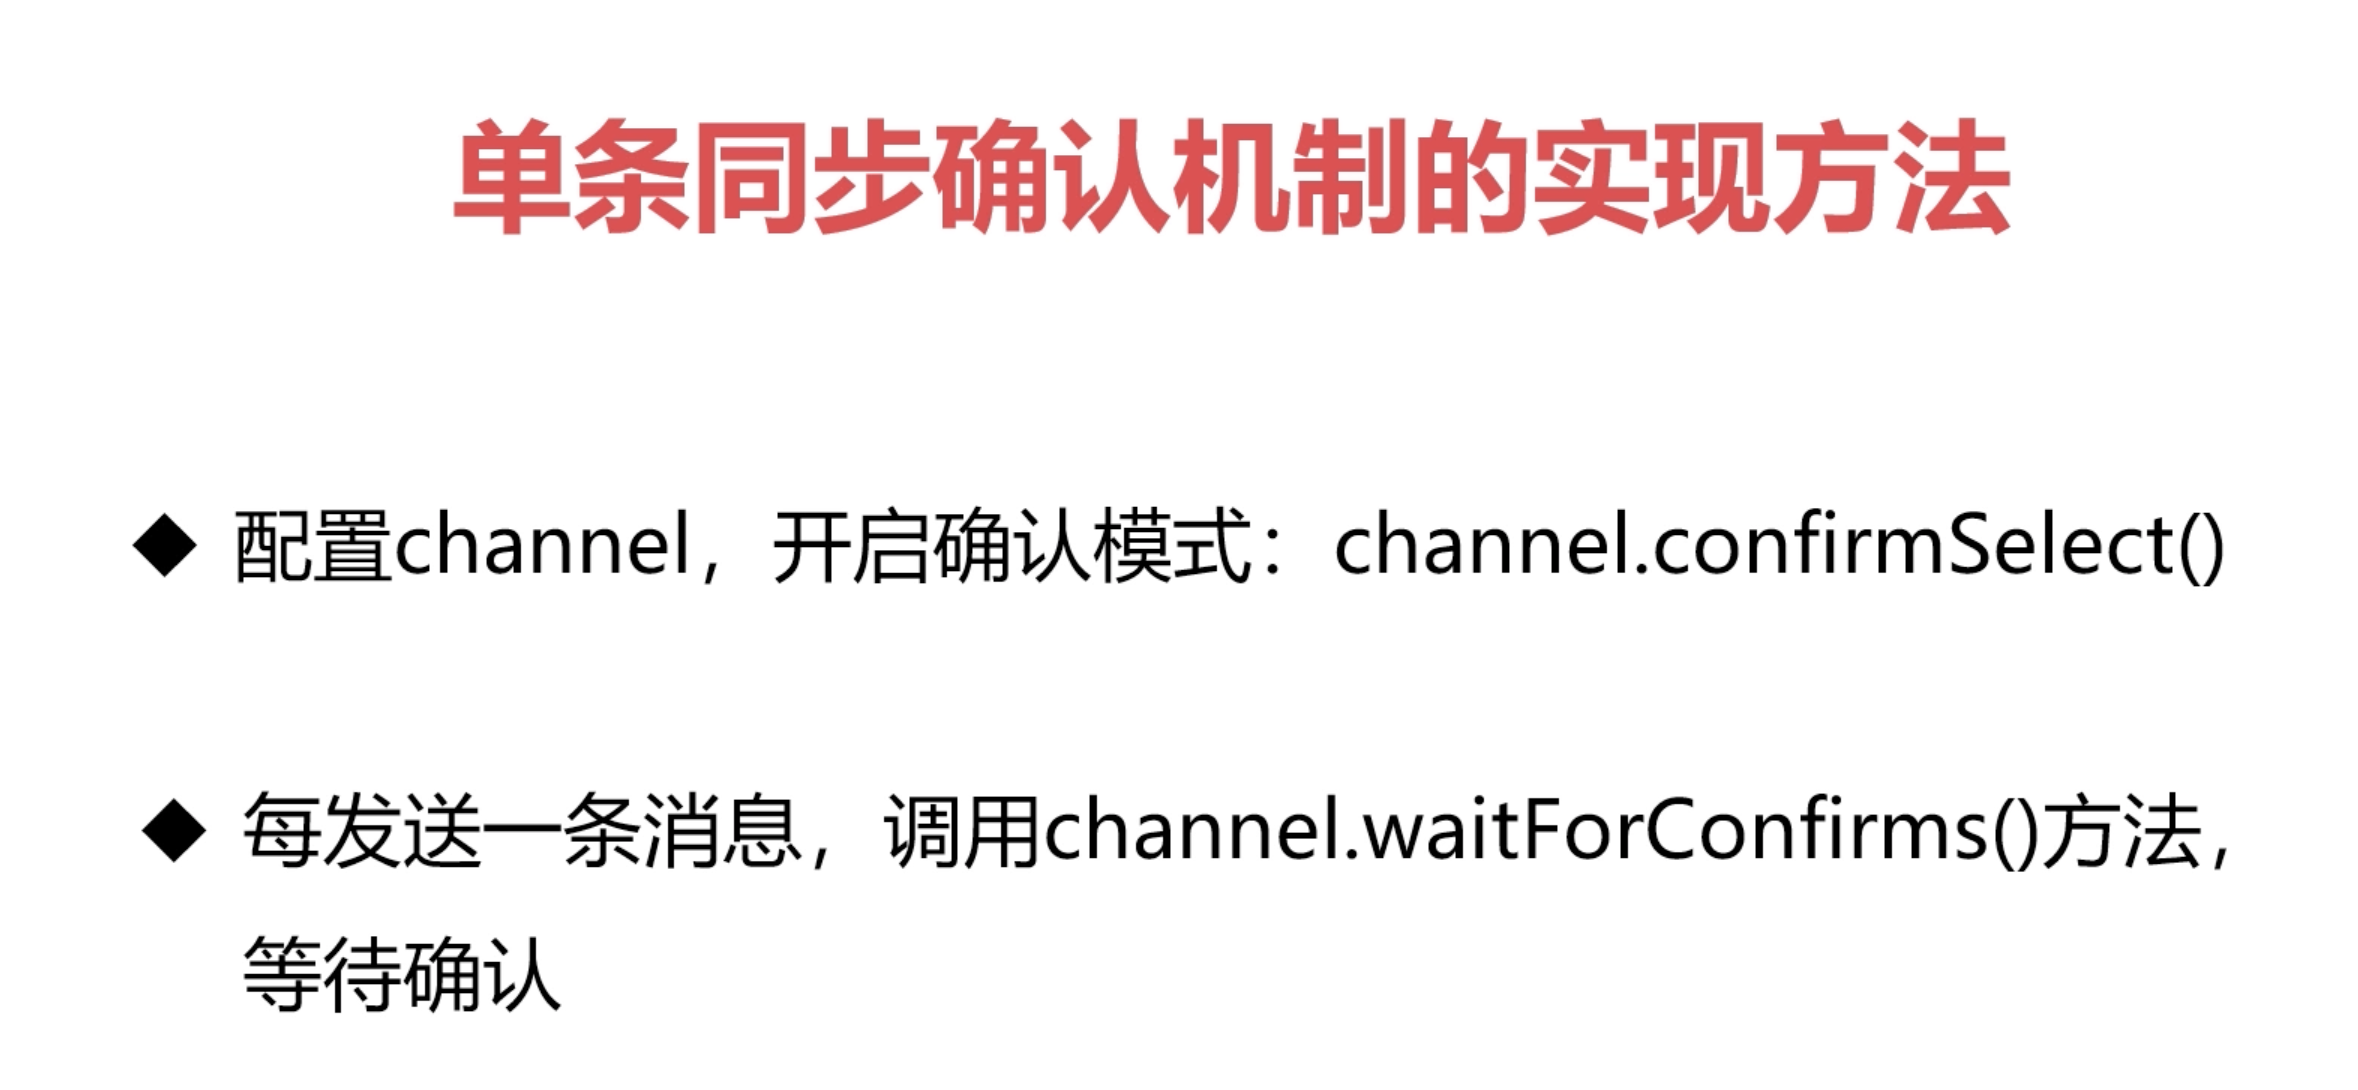 单条同步确认机制的实现方法
◆ 配置channel，开启确认模式：channel.confirmSelect()
◆ 每发送一条消息，调用channel.waitForConfirms()方法，
等待确认